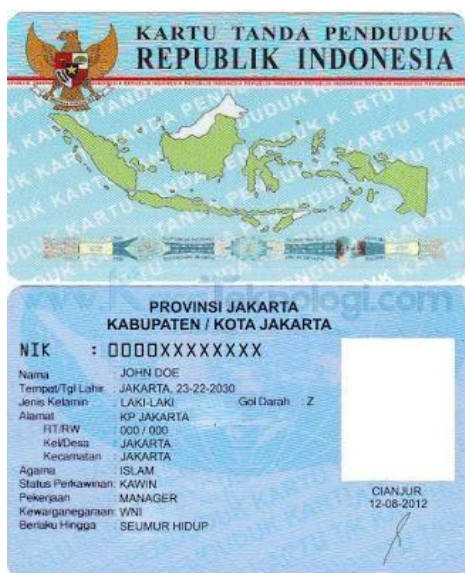 KARTU TANDA PENDUDUK
REPUBLIK INDONESIA
PROVINSI JAKARTA
KABUPATEN / KOTA JAKARTA
NIK : 0000XXXXXXXX
Nama : JOHN DOE
Tempat/Tgl Lahir : JAKARTA, 23-22-2030
Jenis Kelamin : LAKI-LAKI Gol Darah : Z
Alamat : KP JAKARTA
RT/RW : 000 / 000
Kel/Desa : JAKARTA
Kecamatan : JAKARTA
Agama : ISLAM
Status Perkawinan: KAWIN
Pekerjaan : MANAGER
Kewarganegaraan: WNI
Berlaku Hingga : SEUMUR HIDUP
CIANJUR
12-08-2012